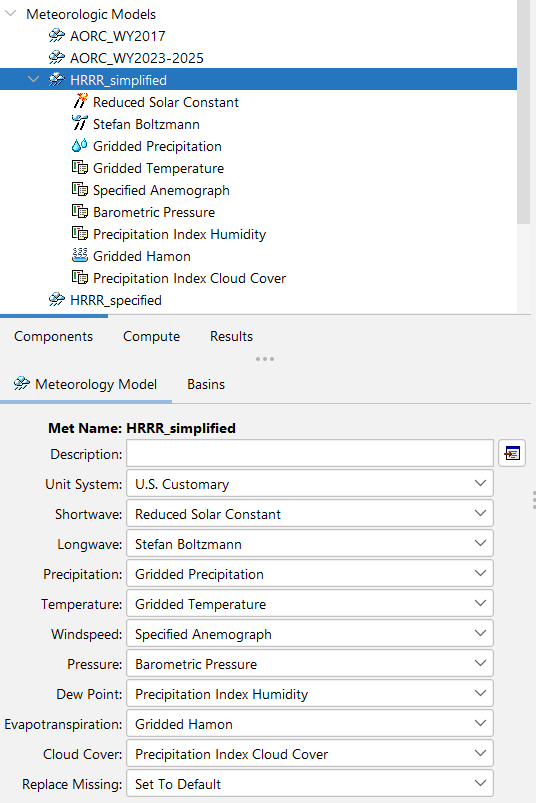 Meteorologic Models
AORC_WY2017
AORC_WY2023-2025
HRRR_simplified
Reduced Solar Constant
Stefan Boltzmann
Gridded Precipitation
Gridded Temperature
Specified Anemograph
Barometric Pressure
Precipitation Index Humidity
Gridded Hamon
Precipitation Index Cloud Cover
HRRR_specified
Components Compute Results
Meteorology Model Basins
Met Name: HRRR_simplified
Description:
Unit System: U.S. Customary
Shortwave: Reduced Solar Constant
Longwave: Stefan Boltzmann
Precipitation: Gridded Precipitation
Temperature: Gridded Temperature
Windspeed: Specified Anemograph
Pressure: Barometric Pressure
Dew Point: Precipitation Index Humidity
Evapotranspiration: Gridded Hamon
Cloud Cover: Precipitation Index Cloud Cover
Replace Missing: Set To Default